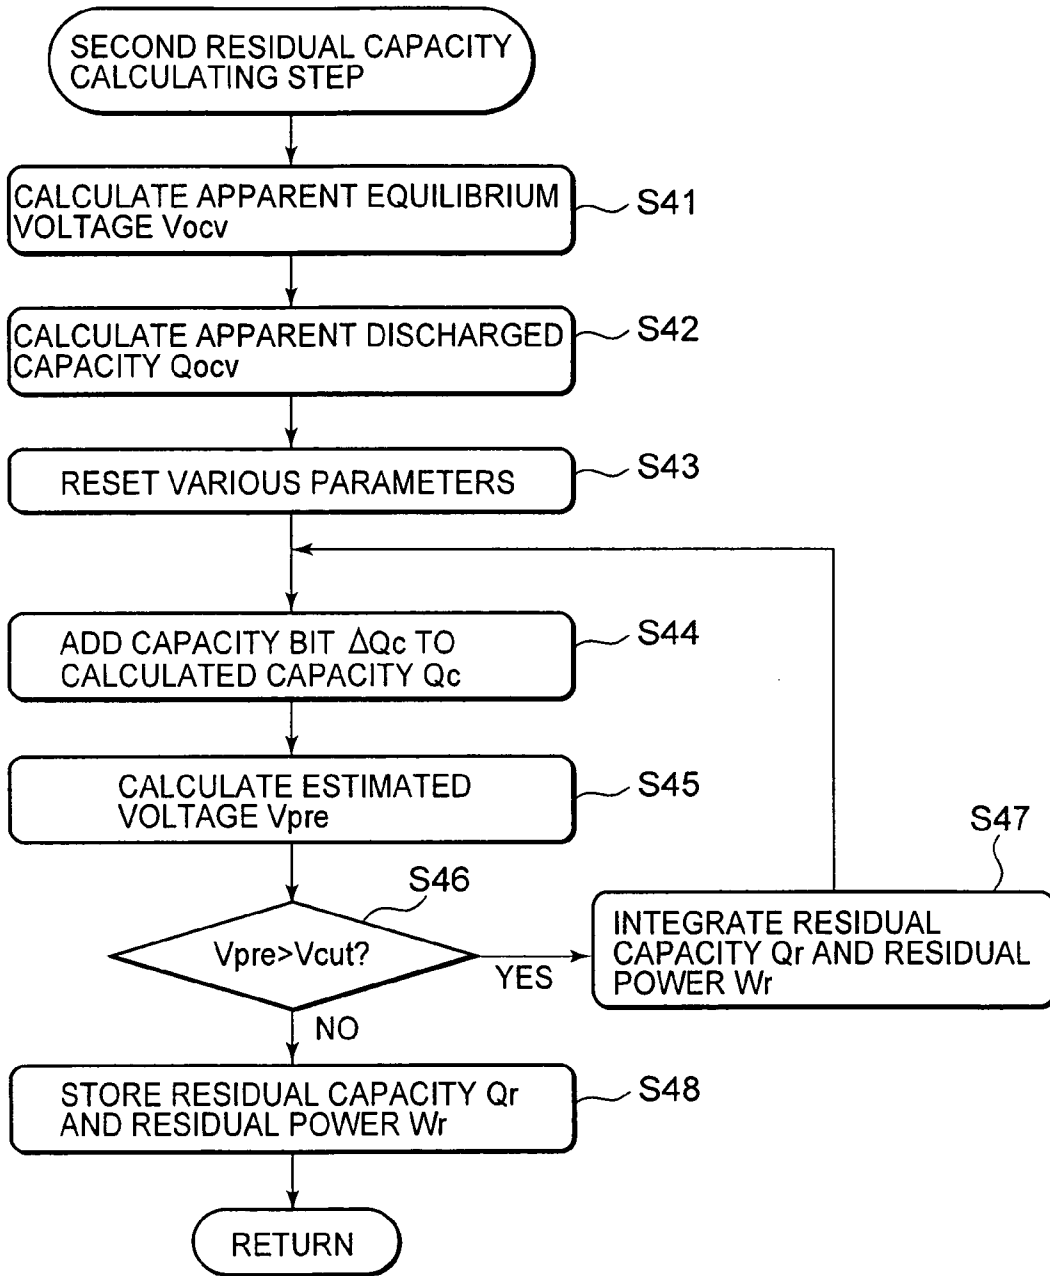 SECOND RESIDUAL CAPACITY
CALCULATING STEP
CALCULATE APPARENT EQUILIBRIUM
VOLTAGE Vocv
S41
CALCULATE APPARENT DISCHARGED
CAPACITY Qocv
S42
RESET VARIOUS PARAMETERS
S43
ADD CAPACITY BIT ΔQc TO
CALCULATED CAPACITY Qc
S44
CALCULATE ESTIMATED
VOLTAGE Vpre
S45
S46
Vpre>Vcut?
YES
NO
S47
INTEGRATE RESIDUAL
CAPACITY Qr AND RESIDUAL
POWER Wr
STORE RESIDUAL CAPACITY Qr
AND RESIDUAL POWER Wr
S48
RETURN